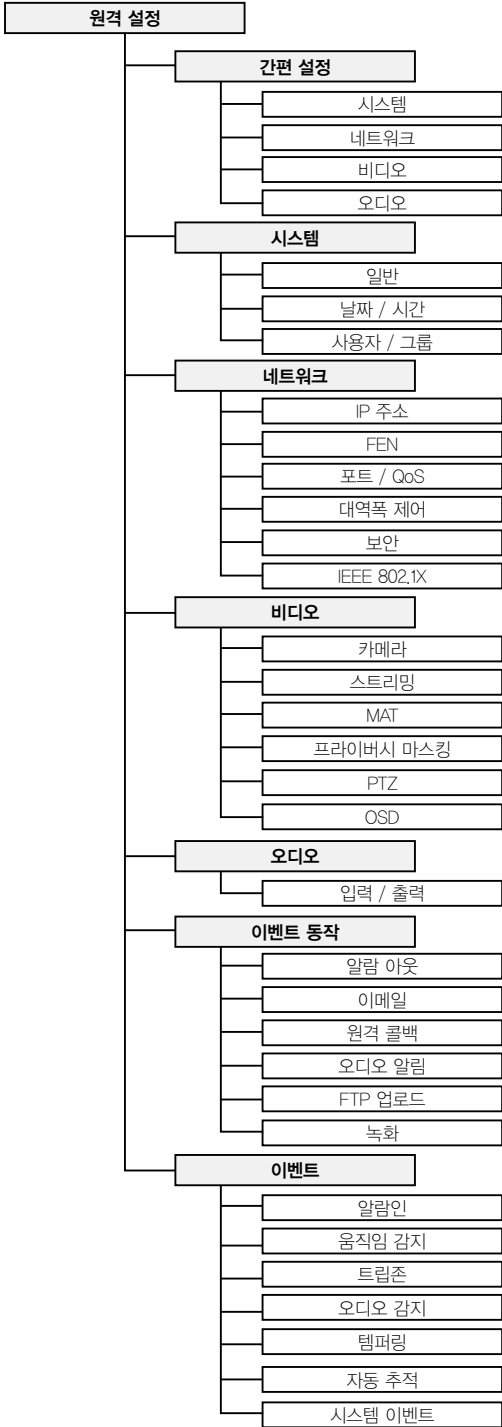 원격 설정
간편 설정
시스템
네트워크
비디오
오디오
시스템
일반
날짜 / 시간
사용자 / 그룹
네트워크
IP 주소
FEN
포트 / QoS
대역폭 제어
보안
IEEE 802.1X
비디오
카메라
스트리밍
MAT
프라이버시 마스킹
PTZ
OSD
오디오
입력 / 출력
이벤트 동작
알람 아웃
이메일
원격 콜백
오디오 알림
FTP 업로드
녹화
이벤트
알람인
움직임 감지
트립존
오디오 감지
템퍼링
자동 추적
시스템 이벤트